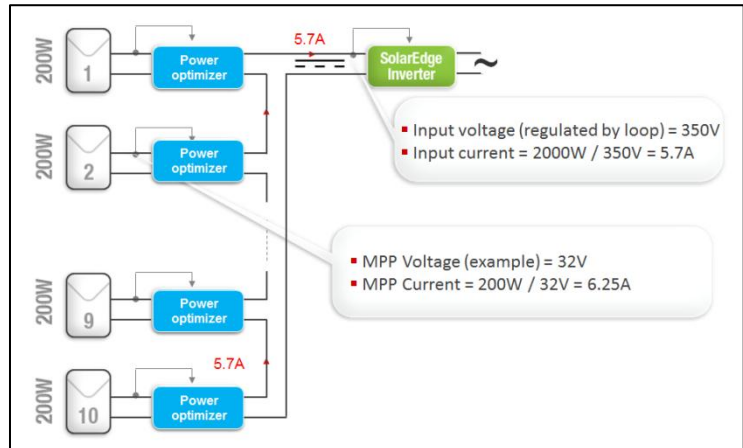 200W
1
Power
optimizer
5.7A
SolarEdge
Inverter
~
▪ Input voltage (regulated by loop) = 350V
▪ Input current = 2000W / 350V = 5.7A
200W
2
Power
optimizer
▪ MPP Voltage (example) = 32V
▪ MPP Current = 200W / 32V = 6.25A
200W
9
Power
optimizer
5.7A
200W
10
Power
optimizer